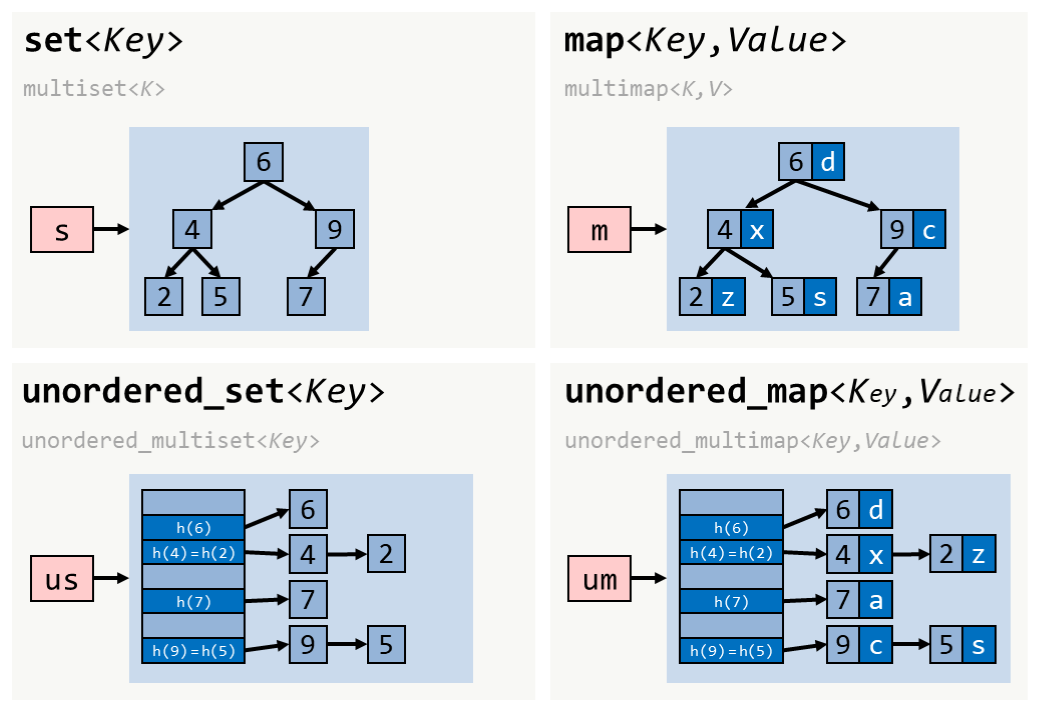 set<Key>
multiset<K>
s
6
4 9
2 5 7
map<Key,Value>
multimap<K,V>
m
6 d
4 x 9 c
2 z 5 s 7 a
unordered_set<Key>
unordered_multiset<Key>
us
6
h(6)
h(4)=h(2) 4 2
h(7) 7
h(9)=h(5) 9 5
unordered_map<Key,Value>
unordered_multimap<Key,Value>
um
6 d
h(6)
h(4)=h(2) 4 x 2 z
h(7) 7 a
h(9)=h(5) 9 c 5 s